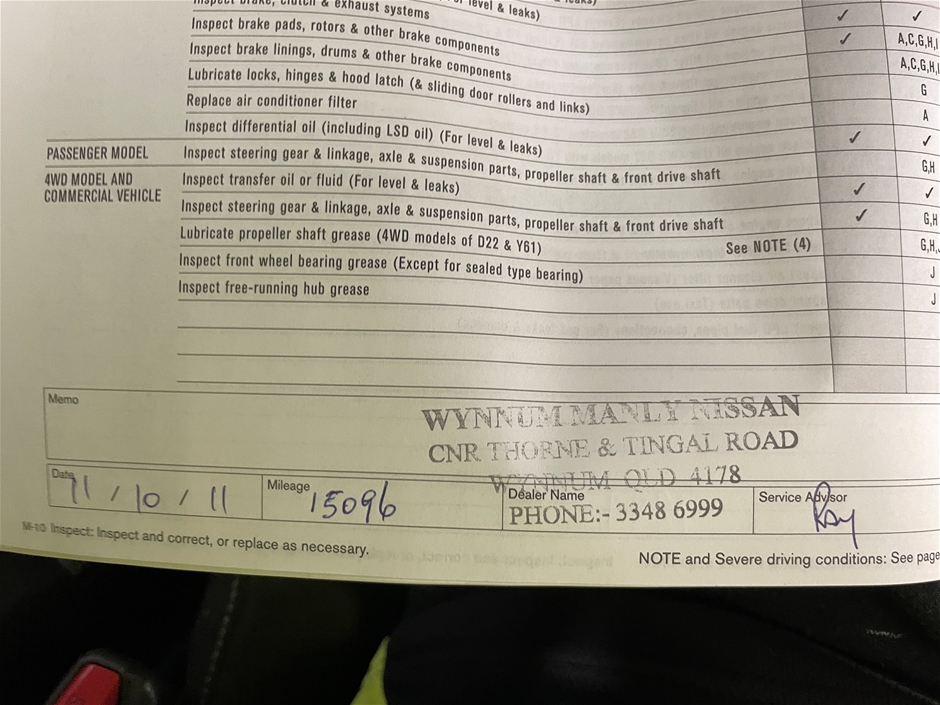 exhaust systems
level & leaks)
Inspect brake pads, rotors & other brake components
✓ A,C,G,H,I
Inspect brake linings, drums & other brake components
A,C,G,H,I
Lubricate locks, hinges & hood latch (& sliding door rollers and links)
G
Replace air conditioner filter
A
Inspect differential oil (including LSD oil) (For level & leaks)
✓ ✓
PASSENGER MODEL
Inspect steering gear & linkage, axle & suspension parts, propeller shaft & front drive shaft
G,H
4WD MODEL AND
COMMERCIAL VEHICLE
Inspect transfer oil or fluid (For level & leaks)
✓ ✓
Inspect steering gear & linkage, axle & suspension parts, propeller shaft & front drive shaft
✓ G,H
Lubricate propeller shaft grease (4WD models of D22 & Y61) See NOTE (4)
G,H,
Inspect front wheel bearing grease (Except for sealed type bearing)
J
Inspect free-running hub grease
J
Memo
WYNNUM MANLY NISSAN
CNR THORNE & TINGAL ROAD
WYNNUM QLD 4178
Date 11 / 10 / 11
Mileage 15096
Dealer Name
PHONE:- 3348 6999
Service Advisor
Ray
M-10 Inspect: Inspect and correct, or replace as necessary.
NOTE and Severe driving conditions: See page